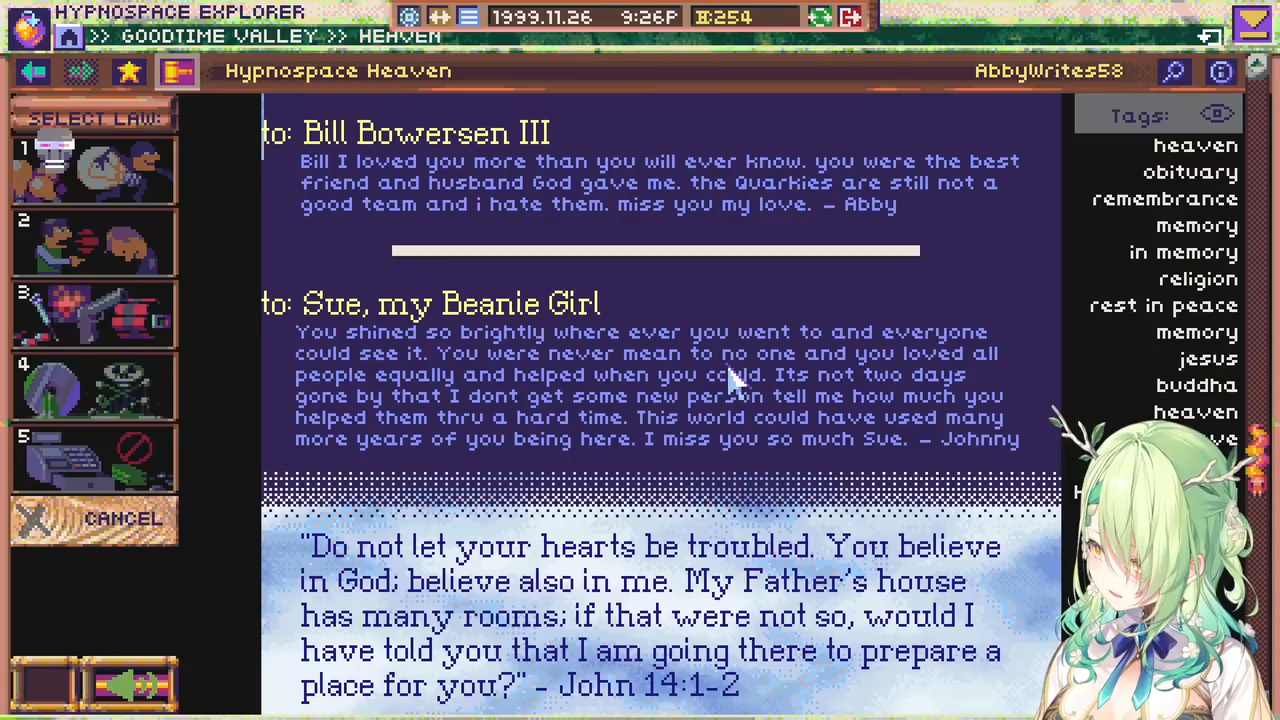 HYPNOSPACE EXPLORER
1999.11.26 9:26P 254
>> GOODTIME VALLEY >> HEAVEN
Hypnospace Heaven AbbyWrites58
SELECT LAW:
1
2
3
4
5
CANCEL
to: Bill Bowersen III
Bill I loved you more than you will ever know. you were the best
friend and husband God gave me. the Quarkies are still not a
good team and i hate them. miss you my love. - Abby
to: Sue, my Beanie Girl
You shined so brightly where ever you went to and everyone
could see it. You were never mean to no one and you loved all
people equally and helped when you could. Its not two days
gone by that I dont get some new person tell me how much you
helped them thru a hard time. This world could have used many
more years of you being here. I miss you so much Sue. - Johnny
"Do not let your hearts be troubled. You believe
in God; believe also in me. My Father's house
has many rooms; if that were not so, would I
have told you that I am going there to prepare a
place for you?" - John 14:1-2
Tags:
heaven
obituary
remembrance
memory
in memory
religion
rest in peace
memory
jesus
buddha
heaven